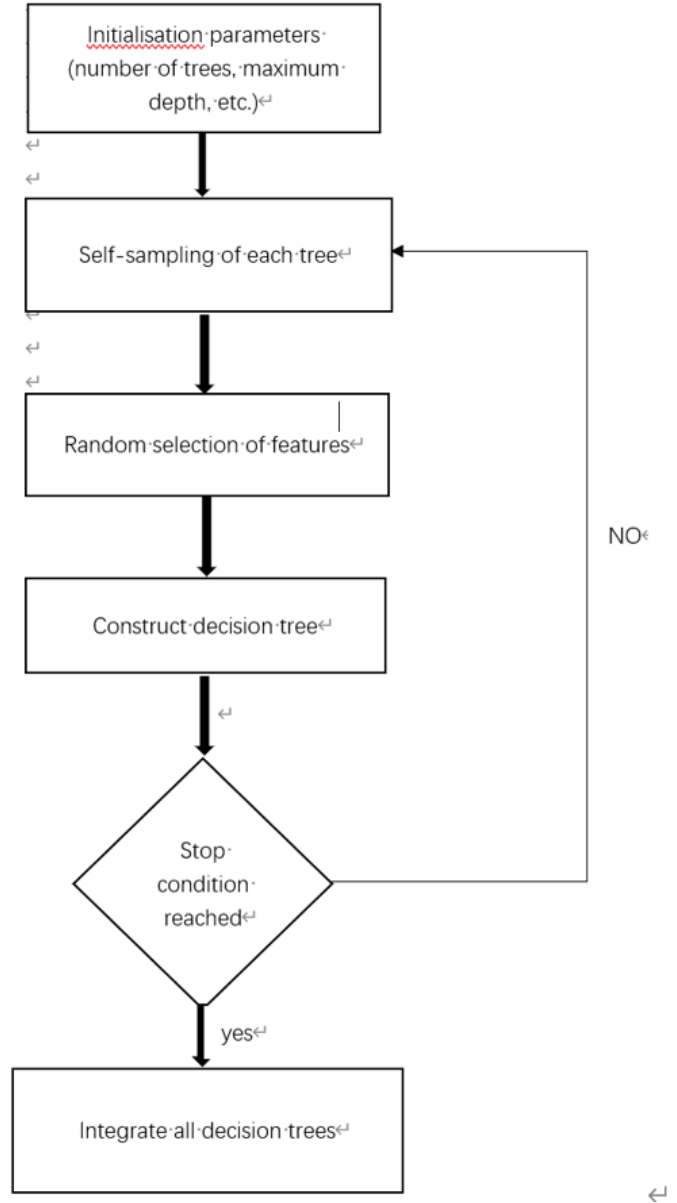 Initialisation parameters
(number of trees, maximum
depth, etc.)
Self-sampling of each tree
Random selection of features
Construct decision tree
NO
Stop
condition
reached
yes
Integrate all decision trees